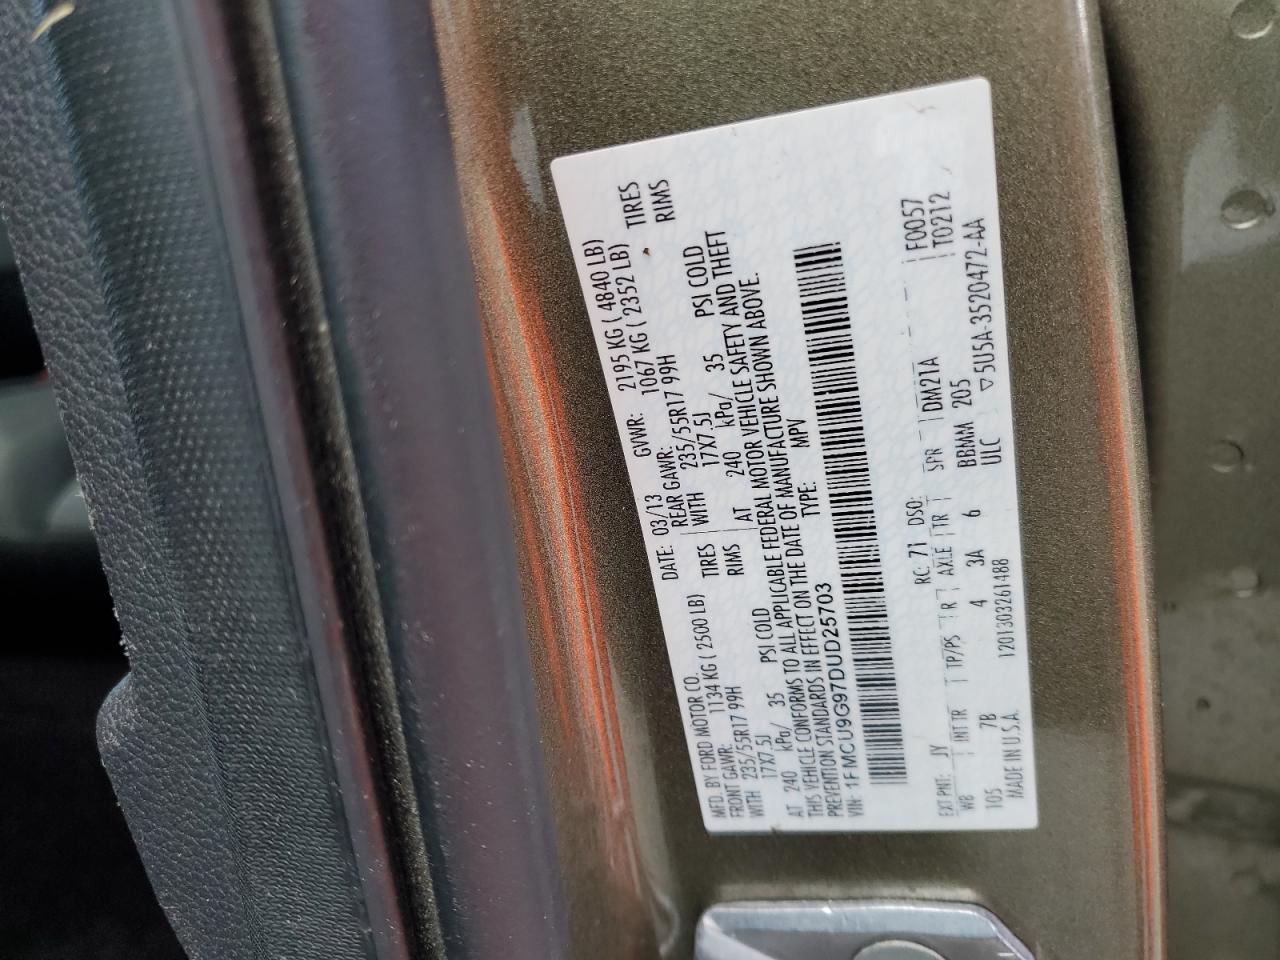 MFD. BY FORD MOTOR CO. DATE: 03/13 GVWR: 2195 KG ( 4840 LB)
FRONT GAWR: 1134 KG ( 2500 LB) REAR GAWR: 1067 KG ( 2352 LB)
WITH 235/55R17 99H TIRES WITH 235/55R17 99H TIRES
17X7.5J RIMS 17X7.5J RIMS
AT 240 kPa/ 35 PSI COLD AT 240 kPa/ 35 PSI COLD
THIS VEHICLE CONFORMS TO ALL APPLICABLE FEDERAL MOTOR VEHICLE SAFETY AND THEFT
PREVENTION STANDARDS IN EFFECT ON THE DATE OF MANUFACTURE SHOWN ABOVE.
VIN: 1FMCU9G97DUD25703 TYPE: MPV
EXT PNT: JY RC: 71 DSO: F0057
WB INT TR TP/PS R AXLE TR SPR DM21A T0212
105 7B 4 3A 6 BBMMM 205
MADE IN U.S.A. 1201303261488 ULC ▽5U5A-3520472-AA